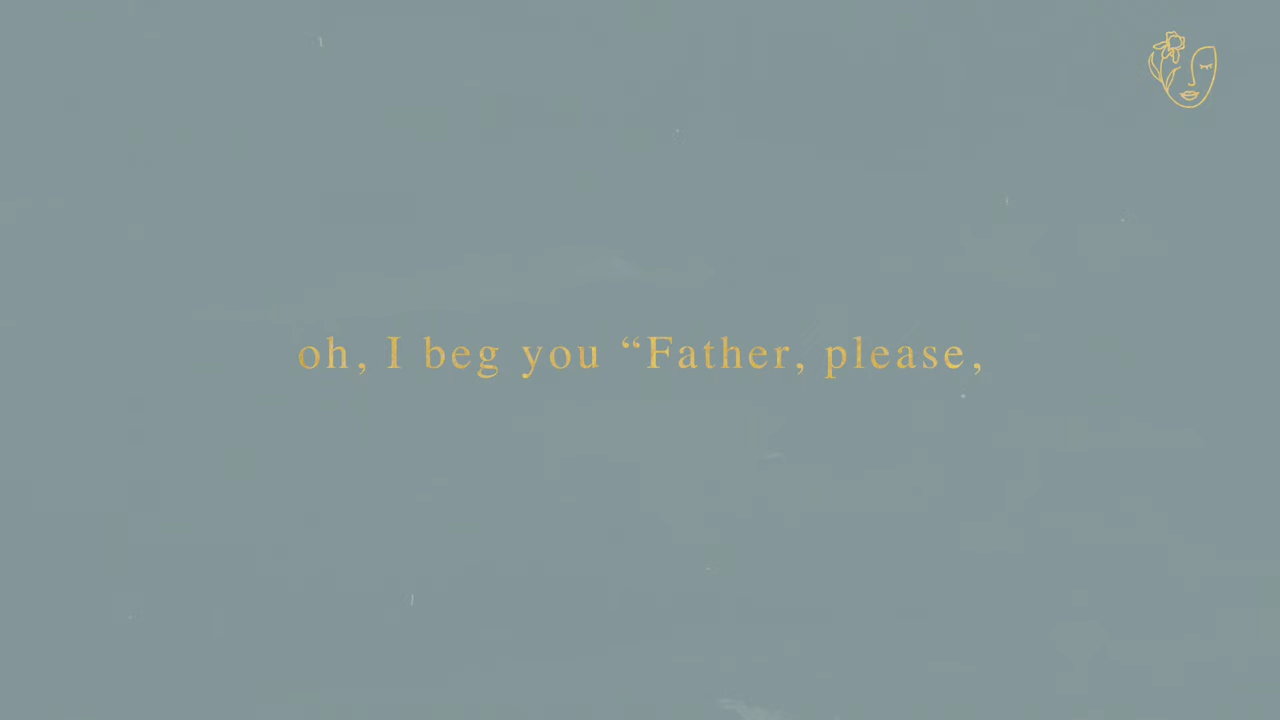 oh, I beg you “Father, please,